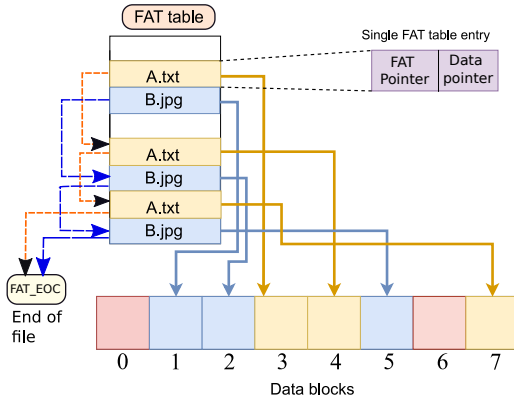 FAT table
Single FAT table entry
FAT
Pointer
Data
pointer
A.txt
B.jpg
A.txt
B.jpg
A.txt
B.jpg
FAT_EOC
End of
file
0 1 2 3 4 5 6 7
Data blocks